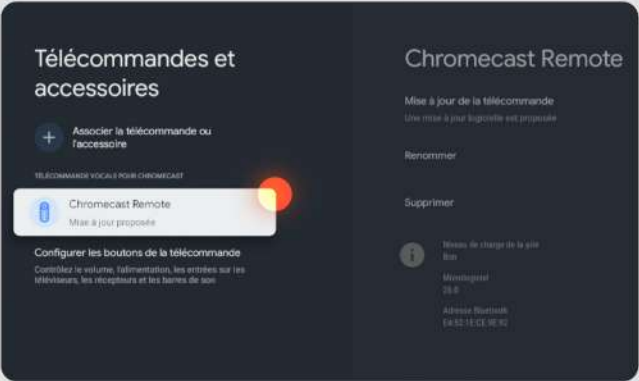 Télécommandes et
accessoires
Associer la télécommande ou
l'accessoire
TÉLÉCOMMANDE VOCALE POUR CHROMECAST
Chromecast Remote
Mise à jour proposée
Configurer les boutons de la télécommande
Contrôlez le volume, l'alimentation, les entrées sur les
téléviseurs, les récepteurs et les barres de son
Chromecast Remote
Mise à jour de la télécommande
Une mise à jour logicielle est proposée
Renommer
Supprimer
Niveau de charge de la pile
Bon
Micrologiciel
Adresse Bluetooth